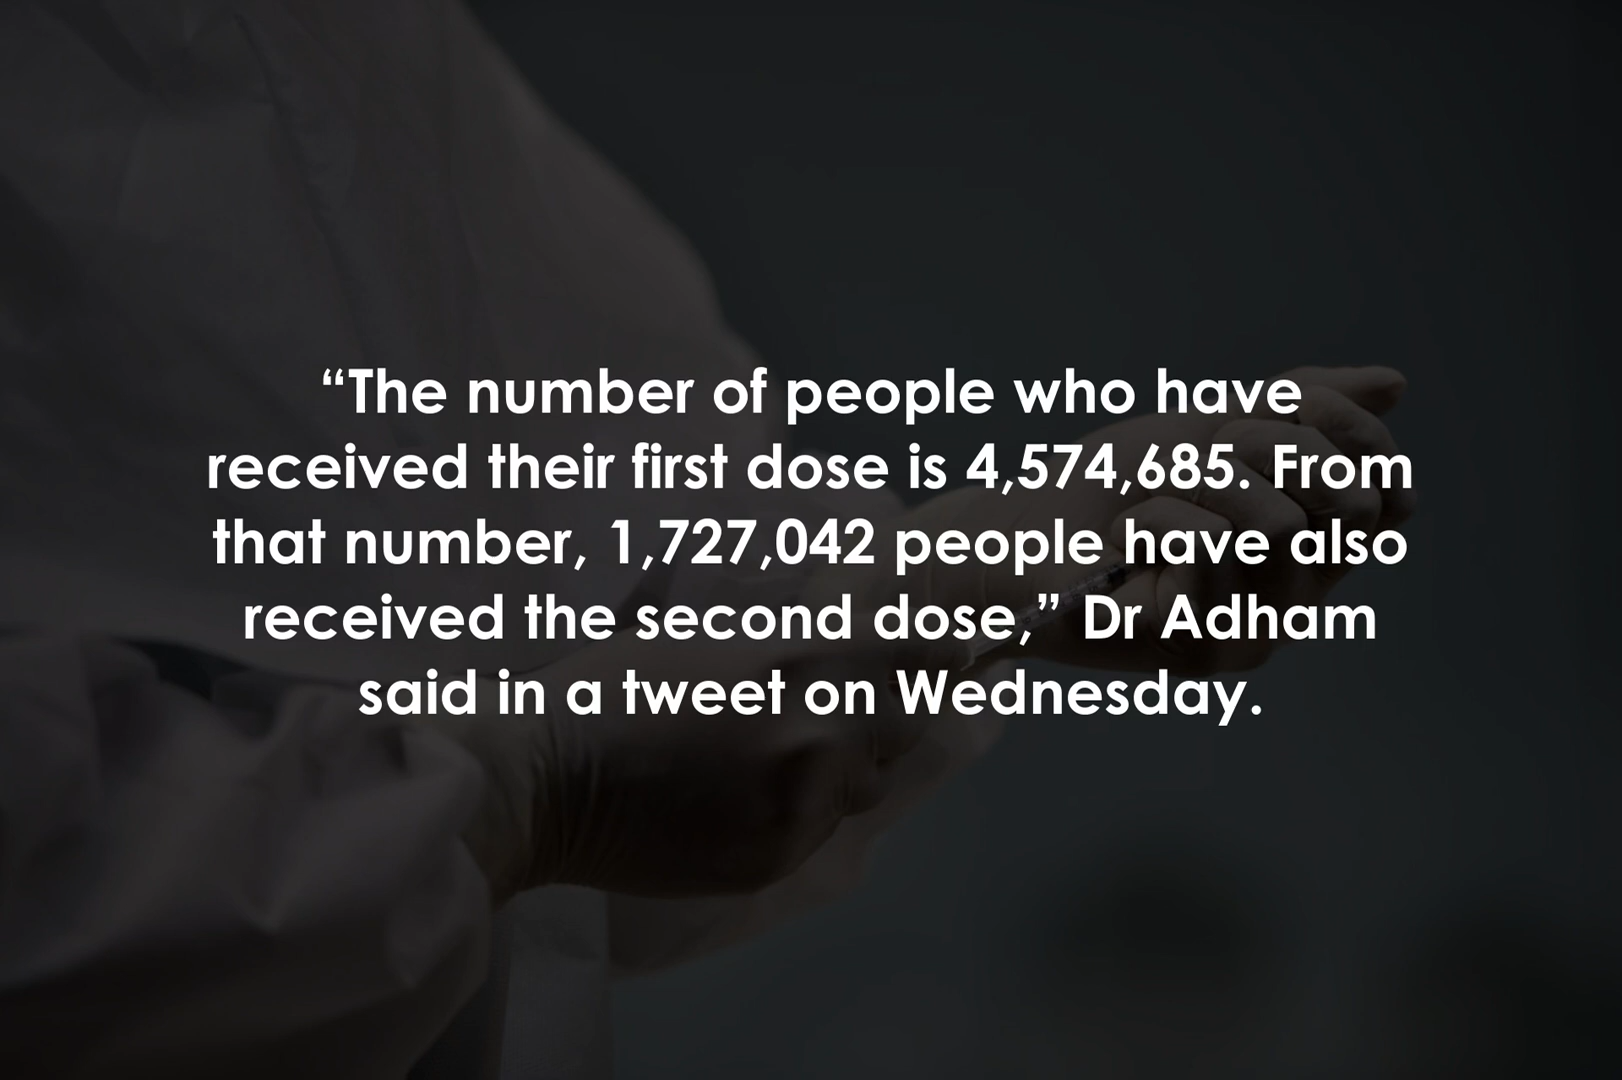 “The number of people who have
received their first dose is 4,574,685. From
that number, 1,727,042 people have also
received the second dose,” Dr Adham
said in a tweet on Wednesday.